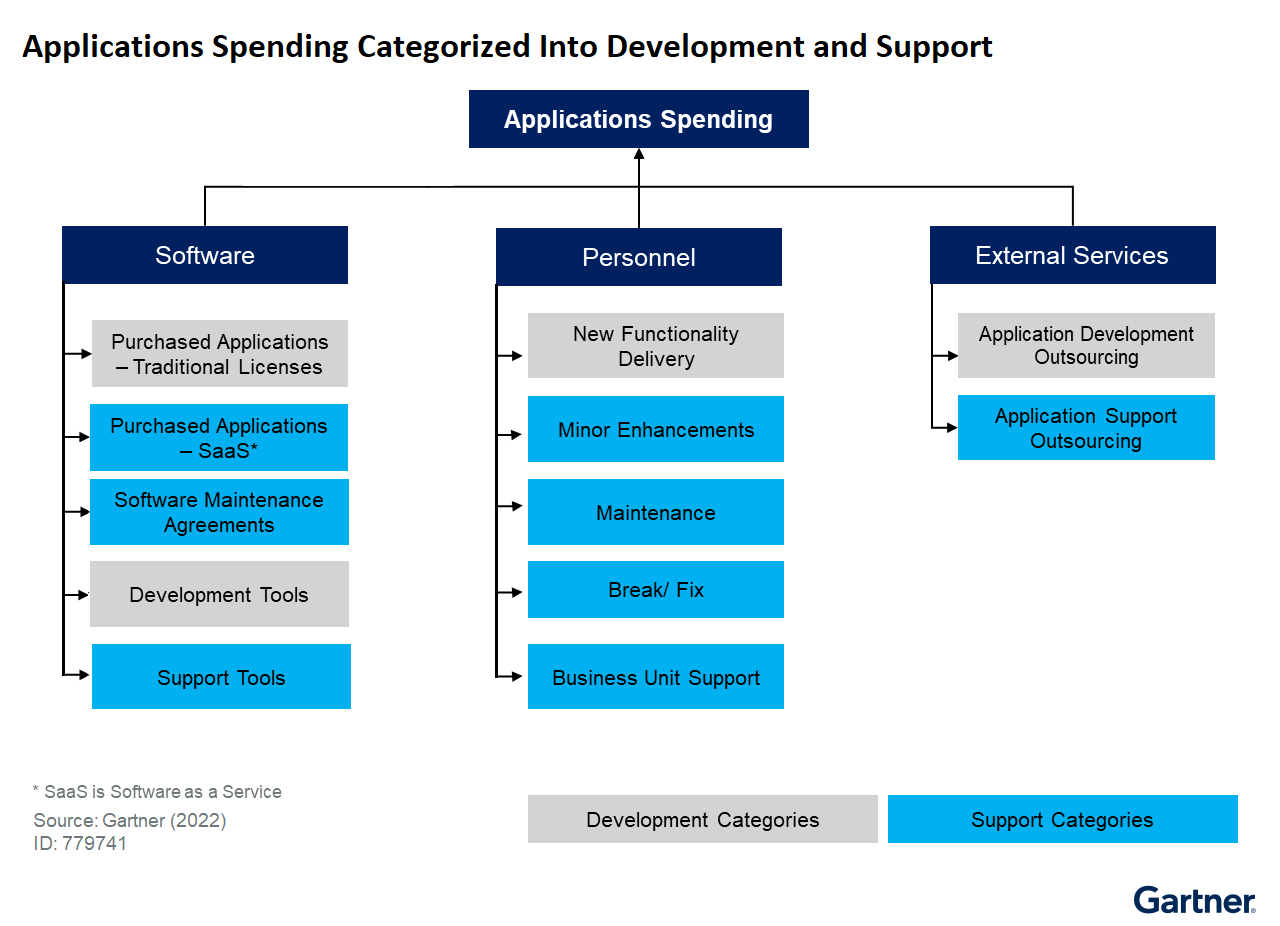 Applications Spending Categorized Into Development and Support
Applications Spending
Software
Purchased Applications
– Traditional Licenses
Purchased Applications
– SaaS*
Software Maintenance
Agreements
Development Tools
Support Tools
Personnel
New Functionality
Delivery
Minor Enhancements
Maintenance
Break/ Fix
Business Unit Support
External Services
Application Development
Outsourcing
Application Support
Outsourcing
* SaaS is Software as a Service
Source: Gartner (2022)
ID: 779741
Development Categories
Support Categories
Gartner®